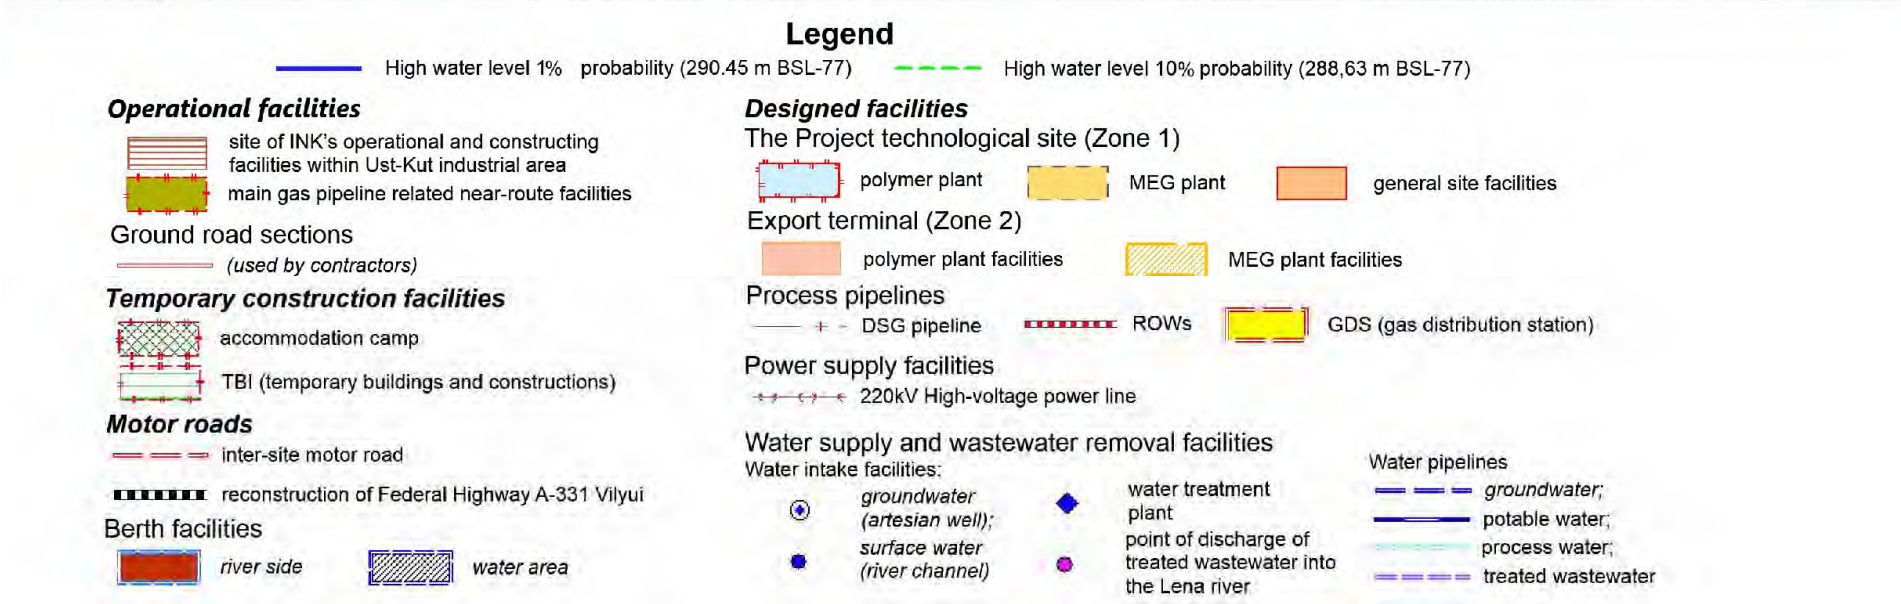 Legend
High water level 1% probability (290.45 m BSL-77)
High water level 10% probability (288,63 m BSL-77)
Operational facilities
site of INK's operational and constructing
facilities within Ust-Kut industrial area
main gas pipeline related near-route facilities
Ground road sections
(used by contractors)
Temporary construction facilities
accommodation camp
TBI (temporary buildings and constructions)
Motor roads
inter-site motor road
reconstruction of Federal Highway A-331 Vilyui
Berth facilities
river side
water area
Designed facilities
The Project technological site (Zone 1)
polymer plant
MEG plant
general site facilities
Export terminal (Zone 2)
polymer plant facilities
MEG plant facilities
Process pipelines
DSG pipeline
ROWs
GDS (gas distribution station)
Power supply facilities
220kV High-voltage power line
Water supply and wastewater removal facilities
Water intake facilities:
groundwater
(artesian well);
surface water
(river channel)
water treatment
plant
point of discharge of
treated wastewater into
the Lena river
Water pipelines
groundwater;
potable water;
process water;
treated wastewater